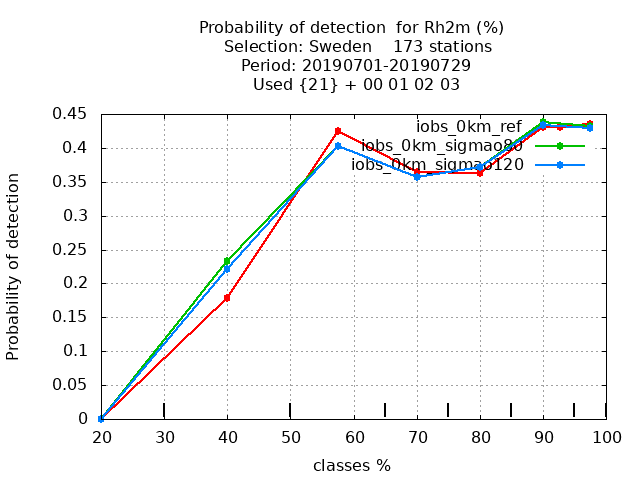 Probability of detection  for Rh2m (%)
Selection: Sweden    173 stations
Period: 20190701-20190729
Used {21} + 00 01 02 03
0.45
0.4
0.35
0.3
0.25
0.2
0.15
0.1
0.05
0
Probability of detection
iobs_0km_ref
iobs_0km_sigmao80
iobs_0km_sigmao120
20 30 40 50 60 70 80 90 100
classes %